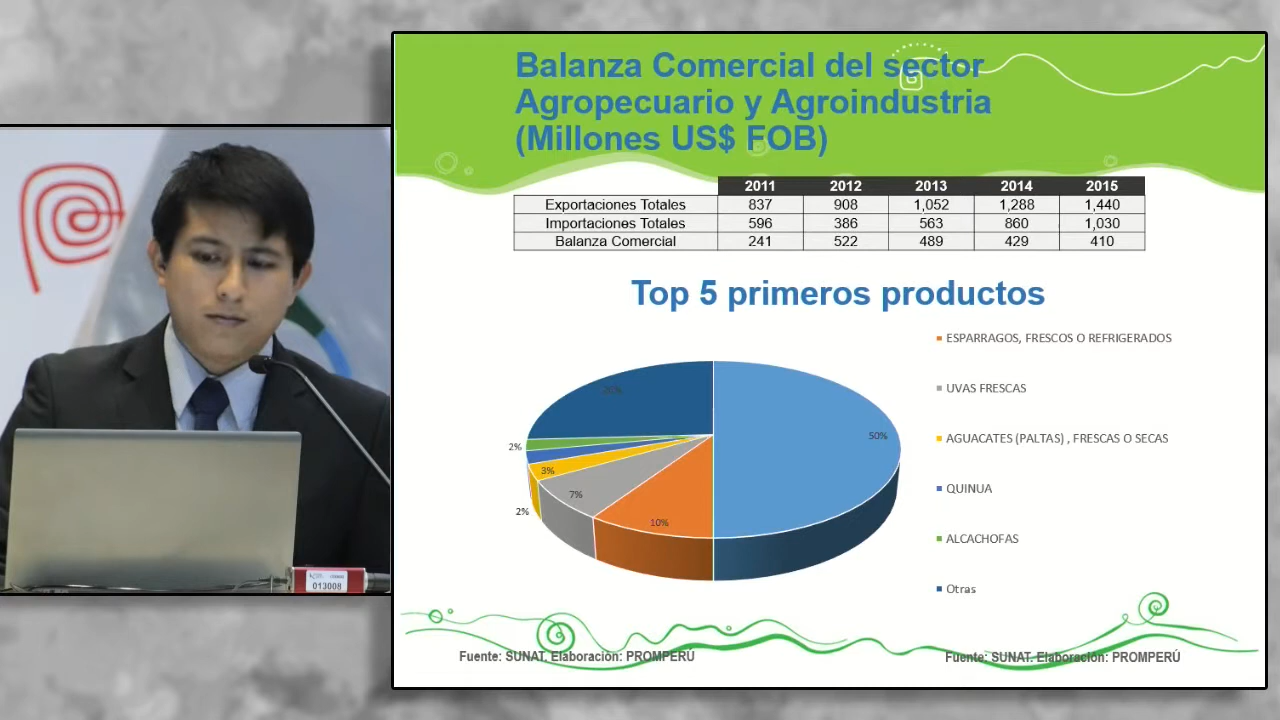 Balanza Comercial del sector
Agropecuario y Agroindustria
(Millones US$ FOB)
2011 2012 2013 2014 2015
Exportaciones Totales 837 908 1,052 1,288 1,440
Importaciones Totales 596 386 563 860 1,030
Balanza Comercial 241 522 489 429 410
Top 5 primeros productos
50%
10%
7%
3%
2%
2%
ESPARRAGOS, FRESCOS O REFRIGERADOS
UVAS FRESCAS
AGUACATES (PALTAS) , FRESCAS O SECAS
QUINUA
ALCACHOFAS
Otras
Fuente: SUNAT. Elaboracion: PROMPERÚ
Fuente: SUNAT. Elaboracion: PROMPERÚ
013008